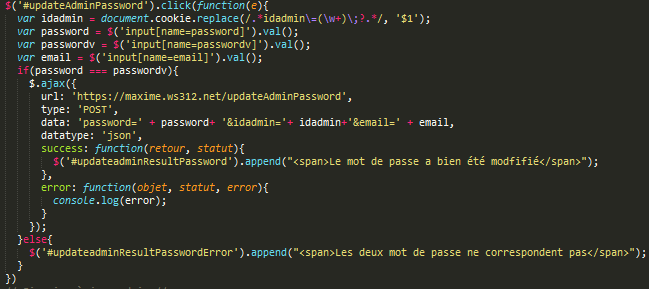 $('#updateAdminPassword').click(function(e){
var idadmin = document.cookie.replace(/.*idadmin\=(\w+)\;?.*/, '$1');
var password = $('input[name=password]').val();
var passwordv = $('input[name=passwordv]').val();
var email = $('input[name=email]').val();
if(password === passwordv){
$.ajax({
url: 'https://maxime.ws312.net/updateAdminPassword',
type: 'POST',
data: 'password=' + password+ '&idadmin='+ idadmin+'&email=' + email,
datatype: 'json',
success: function(retour, statut){
$('#updateadminResultPassword').append("<span>Le mot de passe a bien été modfifié</span>");
},
error: function(objet, statut, error){
console.log(error);
}
});
}else{
$('#updateadminResultPasswordError').append("<span>Les deux mot de passe ne correspondent pas</span>");
}
})